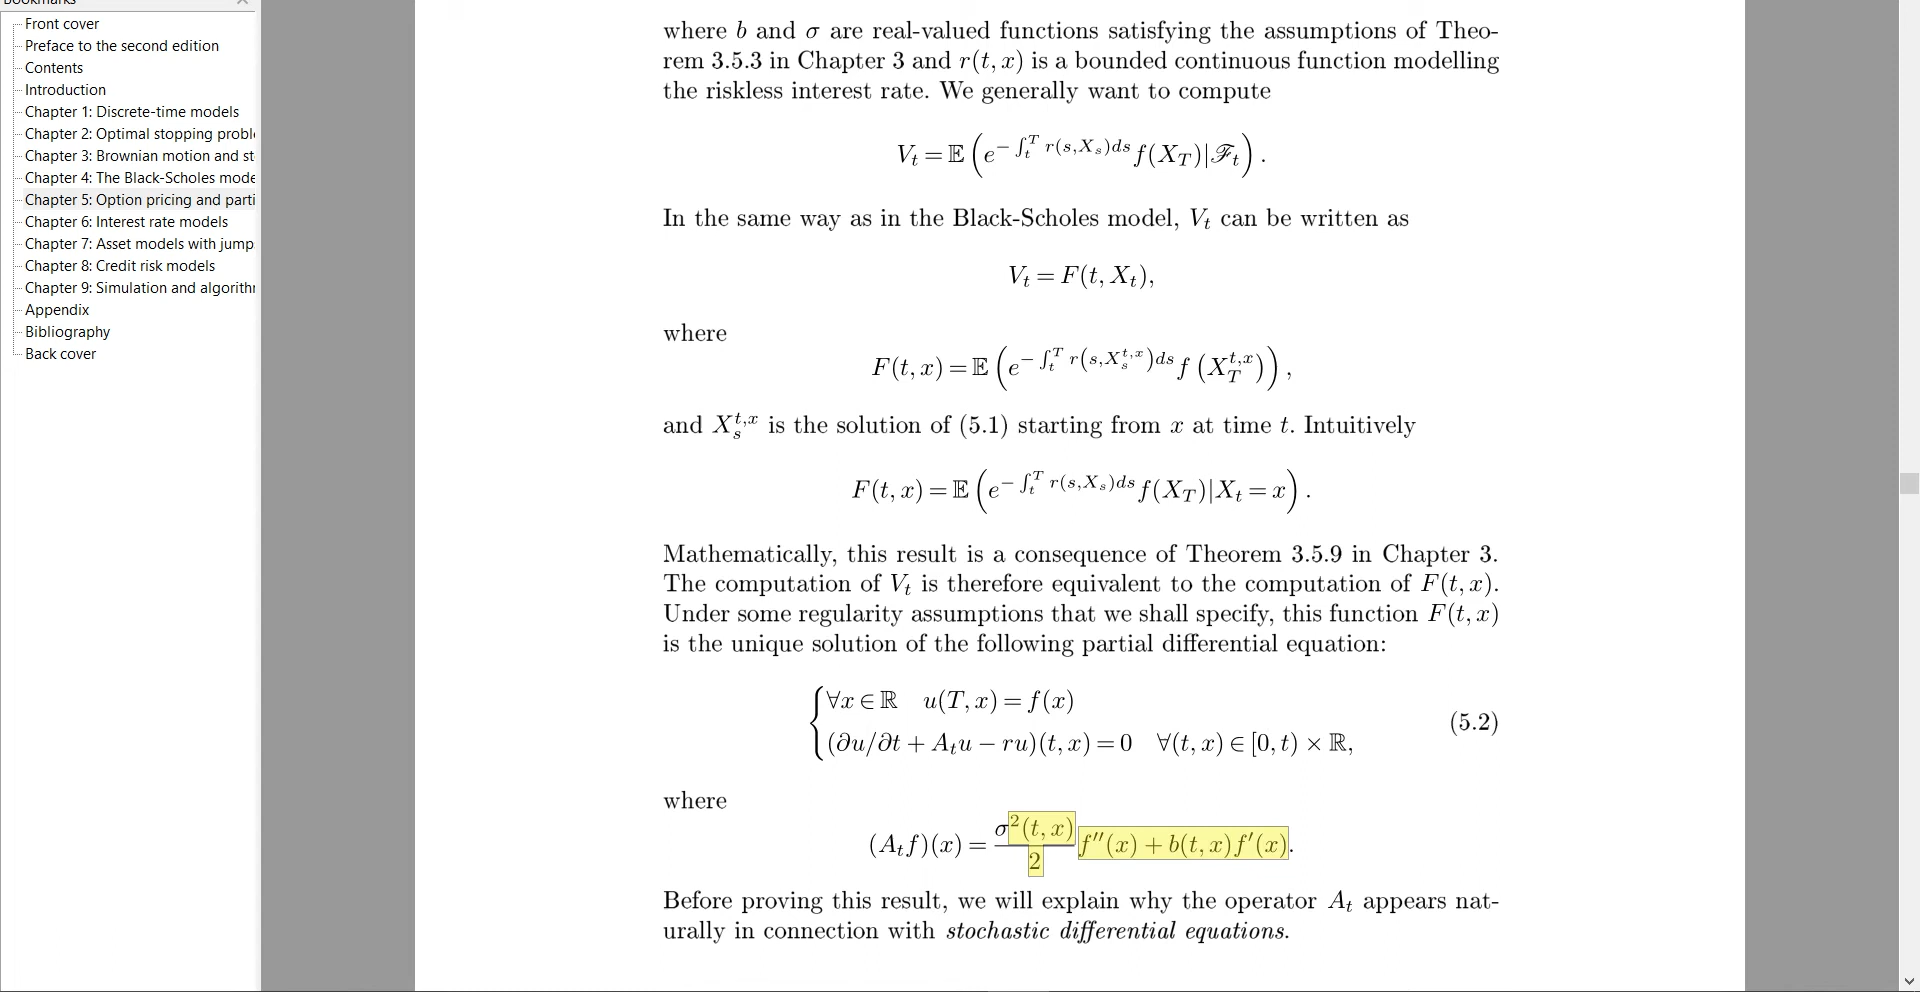 Bookmarks
Front cover
Preface to the second edition
Contents
Introduction
Chapter 1: Discrete-time models
Chapter 2: Optimal stopping proble
Chapter 3: Brownian motion and st
Chapter 4: The Black-Scholes mode
Chapter 5: Option pricing and parti
Chapter 6: Interest rate models
Chapter 7: Asset models with jump
Chapter 8: Credit risk models
Chapter 9: Simulation and algorithm
Appendix
Bibliography
Back cover
where b and σ are real-valued functions satisfying the assumptions of Theo-
rem 3.5.3 in Chapter 3 and r(t, x) is a bounded continuous function modelling
the riskless interest rate. We generally want to compute
V_t = 𝔼 (e^{− ∫_t^T r(s,X_s)ds} f(X_T)|ℱ_t) .
In the same way as in the Black-Scholes model, V_t can be written as
V_t = F(t, X_t),
where
F(t, x) = 𝔼 (e^{− ∫_t^T r(s,X_s^{t,x})ds} f (X_T^{t,x})) ,
and X_s^{t,x} is the solution of (5.1) starting from x at time t. Intuitively
F(t, x) = 𝔼 (e^{− ∫_t^T r(s,X_s)ds} f(X_T)|X_t = x) .
Mathematically, this result is a consequence of Theorem 3.5.9 in Chapter 3.
The computation of V_t is therefore equivalent to the computation of F(t, x).
Under some regularity assumptions that we shall specify, this function F(t, x)
is the unique solution of the following partial differential equation:
{ ∀x ∈ ℝ u(T, x) = f(x)
(∂u/∂t + A_t u − ru)(t, x) = 0 ∀(t, x) ∈ [0, t) × ℝ, (5.2)
where
(A_t f)(x) = σ²(t, x)/2 f″(x) + b(t, x)f′(x).
Before proving this result, we will explain why the operator A_t appears nat-
urally in connection with stochastic differential equations.